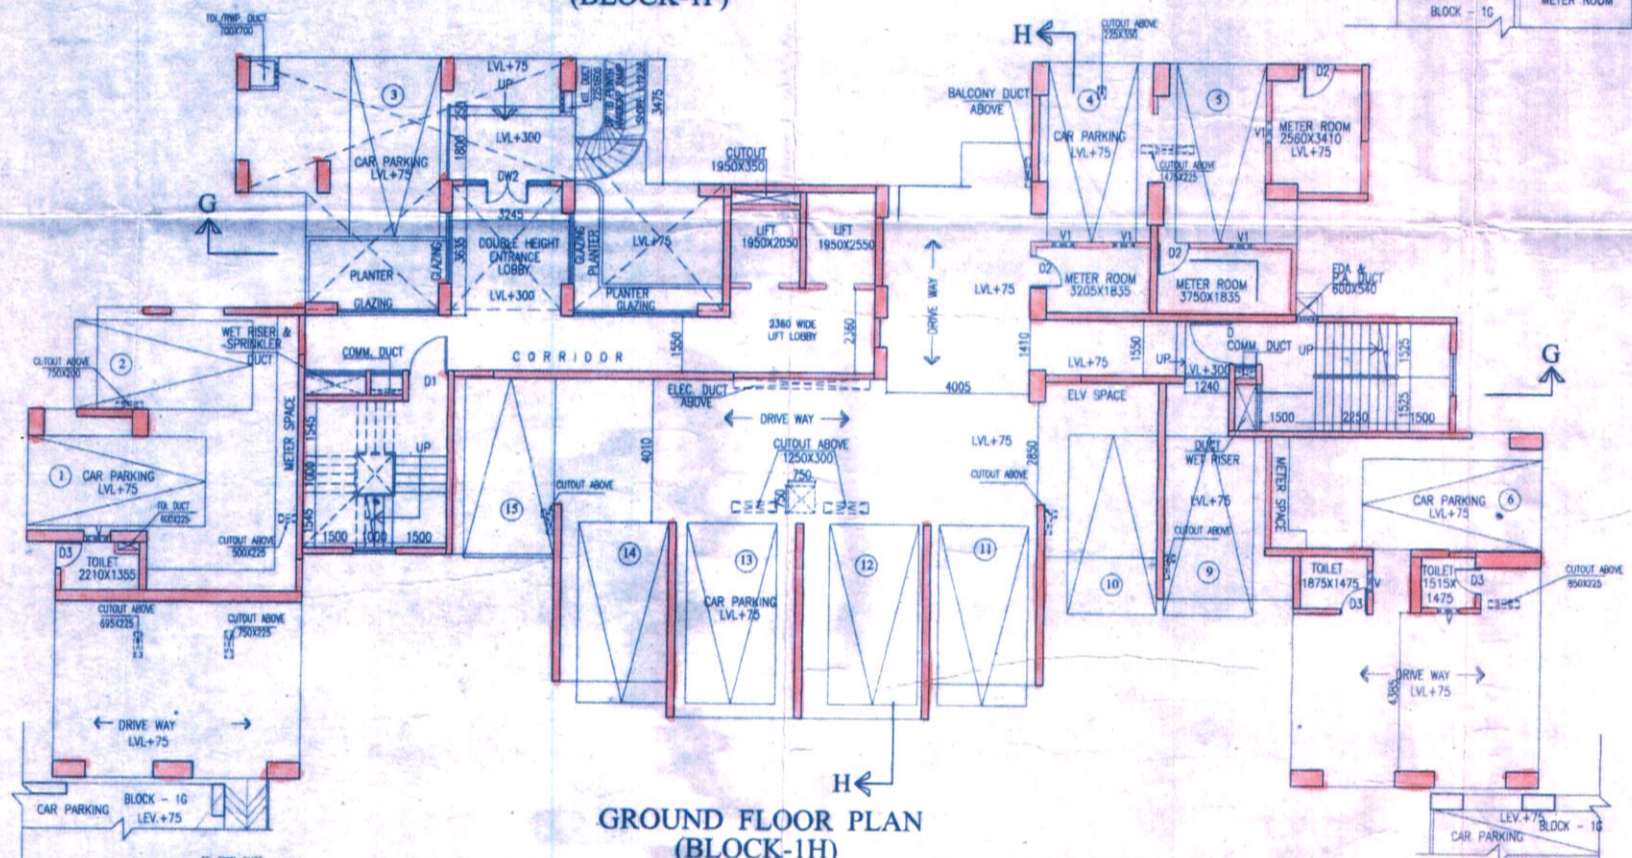 (BLOCK-1F)
BLOCK - 1G
METER ROOM
TOI./RWP. DUCT
700X700
3
CAR PARKING
LVL+75
LVL+75
UP
LVL+300
1800
250
DW2
3245
3635
DOUBLE HEIGHT
ENTRANCE
LOBBY
LVL+300
3475
GLAZING
GLAZING
PLANTER
PLANTER
GLAZING
LVL+75
PLANTER
GLAZING
CUTOUT
1950X350
LIFT
1950X2050
LIFT
1950X2550
2360 WIDE
LIFT LOBBY
2360
1550
CORRIDOR
H
CUTOUT ABOVE
225X350
BALCONY DUCT
ABOVE
4
CAR PARKING
LVL+75
5
CUTOUT ABOVE
1475X225
D2
V1
METER ROOM
2560X3410
LVL+75
V1
V1
V1
D2
METER ROOM
3205X1835
D2
METER ROOM
3750X1835
FDA &
P.A. DUCT
600X540
DRIVE WAY
LVL+75
1410
4005
LVL+75
1550
UP
D
COMM. DUCT
UP
LVL+300
1240
1525
1525
1500
2250
1500
G
G
2
CUTOUT ABOVE
750X200
WET RISER &
SPRINKLER
DUCT
COMM. DUCT
D1
METER SPACE
1545
1000
1545
UP
1500
1000
1500
1
CAR PARKING
LVL+75
TOI. DUCT
600X225
D3
V
TOILET
2210X1355
CUTOUT ABOVE
500X225
CUTOUT ABOVE
695X225
CUTOUT ABOVE
750X225
DRIVE WAY
LVL+75
CAR PARKING
BLOCK - 1G
LEV.+75
ELEC. DUCT
ABOVE
DRIVE WAY
CUTOUT ABOVE
1250X300
750
750
4010
CUTOUT ABOVE
15
14
13
CAR PARKING
LVL+75
12
11
LVL+75
CUTOUT ABOVE
2850
ELV SPACE
10
DUCT
WET RISER
LVL+75
CUTOUT ABOVE
9
METER SPACE
CAR PARKING
LVL+75
6
TOILET
1875X1475
V
D3
TOILET
1515X
1475
D3
CUTOUT ABOVE
850X225
DRIVE WAY
LVL+75
4385
LEV.+75
BLOCK - 1G
CAR PARKING
H
GROUND FLOOR PLAN
(BLOCK-1H)